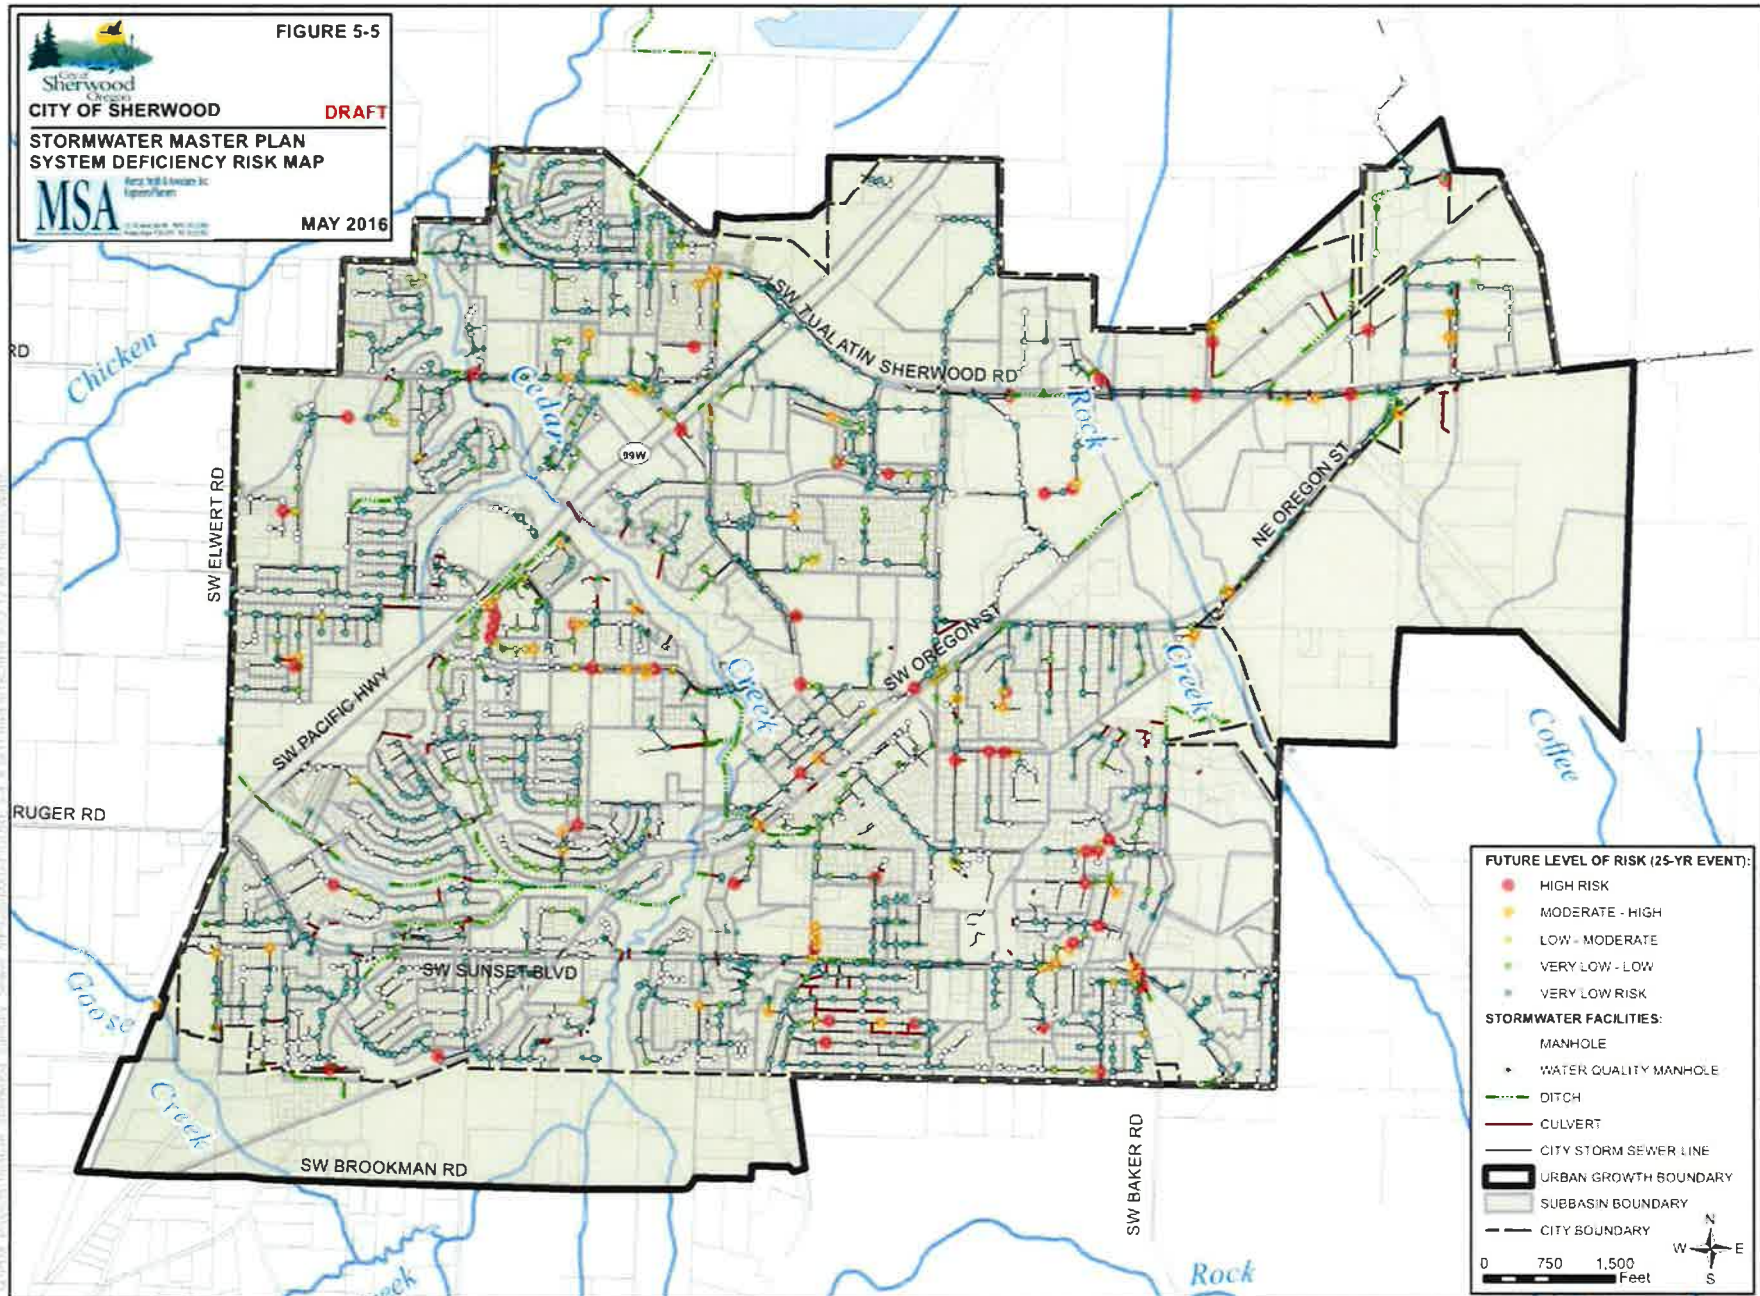 FIGURE 5-5
City of
Sherwood
Oregon
CITY OF SHERWOOD
DRAFT
STORMWATER MASTER PLAN
SYSTEM DEFICIENCY RISK MAP
MSA
MAY 2016
Chicken
RD
SW ELWERT RD
Cedar
99W
SW TUALATIN SHERWOOD RD
Rock
NE OREGON ST
SW OREGON ST
Creek
Creek
SW PACIFIC HWY
Coffee
RUGER RD
Goose
SW SUNSET BLVD
Creek
SW BROOKMAN RD
SW BAKER RD
Rock
eek
FUTURE LEVEL OF RISK (25-YR EVENT):
HIGH RISK
MODERATE - HIGH
LOW - MODERATE
VERY LOW - LOW
VERY LOW RISK
STORMWATER FACILITIES:
MANHOLE
WATER QUALITY MANHOLE
DITCH
CULVERT
CITY STORM SEWER LINE
URBAN GROWTH BOUNDARY
SUBBASIN BOUNDARY
CITY BOUNDARY
N
W E
S
0 750 1,500
Feet